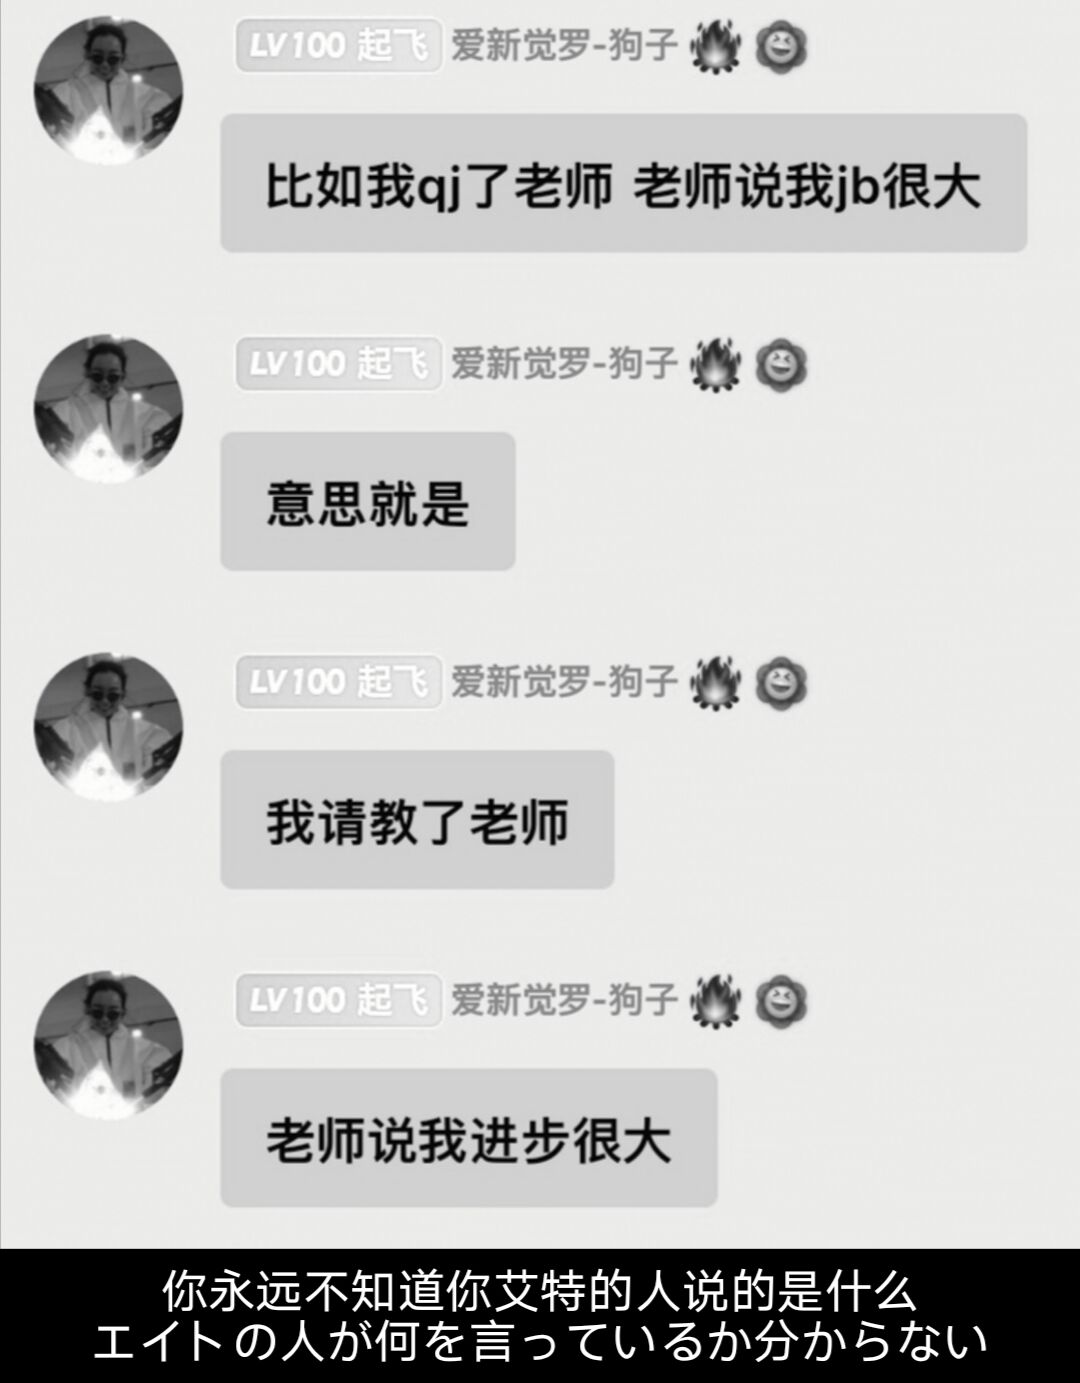 LV100 起飞 爱新觉罗-狗子
比如我qj了老师 老师说我jb很大
LV100 起飞 爱新觉罗-狗子
意思就是
LV100 起飞 爱新觉罗-狗子
我请教了老师
LV100 起飞 爱新觉罗-狗子
老师说我进步很大
你永远不知道你艾特的人说的是什么
エイトの人が何を言っているか分からない